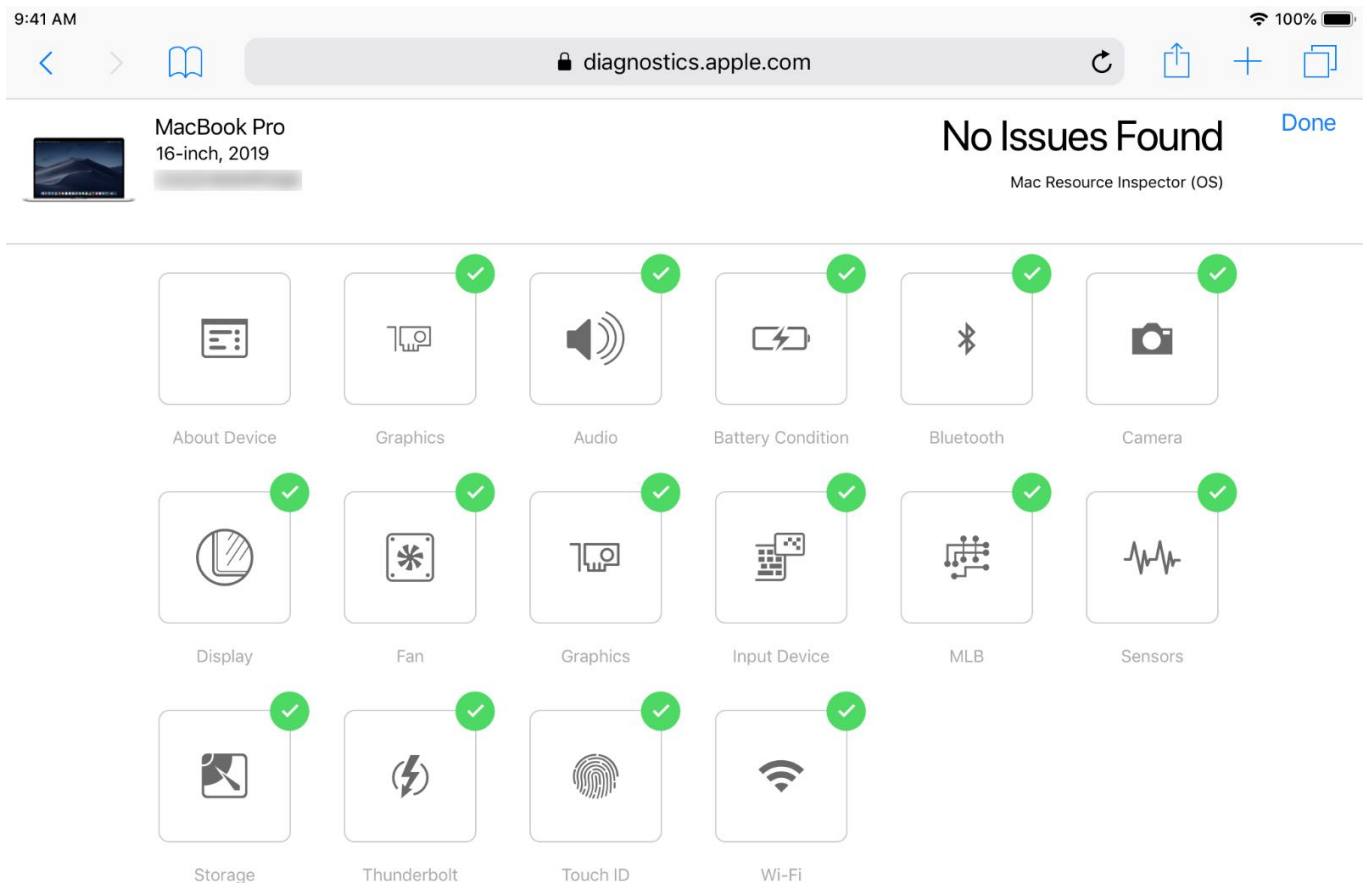 9:41 AM
100%
diagnostics.apple.com
MacBook Pro
16-inch, 2019
No Issues Found
Done
Mac Resource Inspector (OS)
About Device
Graphics
Audio
Battery Condition
Bluetooth
Camera
Display
Fan
Graphics
Input Device
MLB
Sensors
Storage
Thunderbolt
Touch ID
Wi-Fi